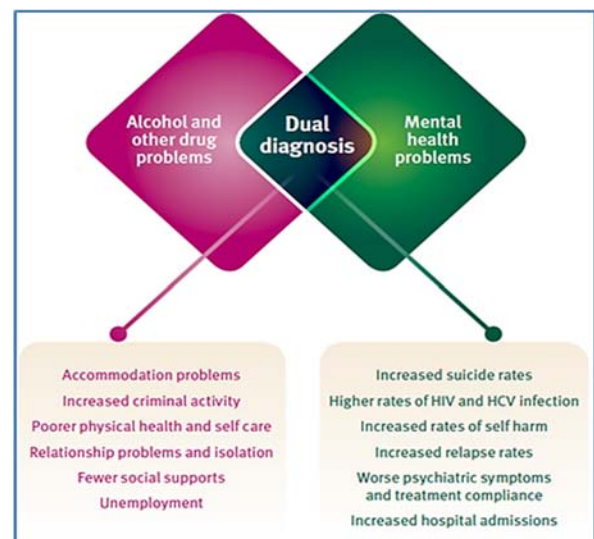 Alcohol and
other drug
problems
Dual
diagnosis
Mental
health
problems
Accommodation problems
Increased criminal activity
Poorer physical health and self care
Relationship problems and isolation
Fewer social supports
Unemployment
Increased suicide rates
Higher rates of HIV and HCV infection
Increased rates of self harm
Increased relapse rates
Worse psychiatric symptoms
and treatment compliance
Increased hospital admissions